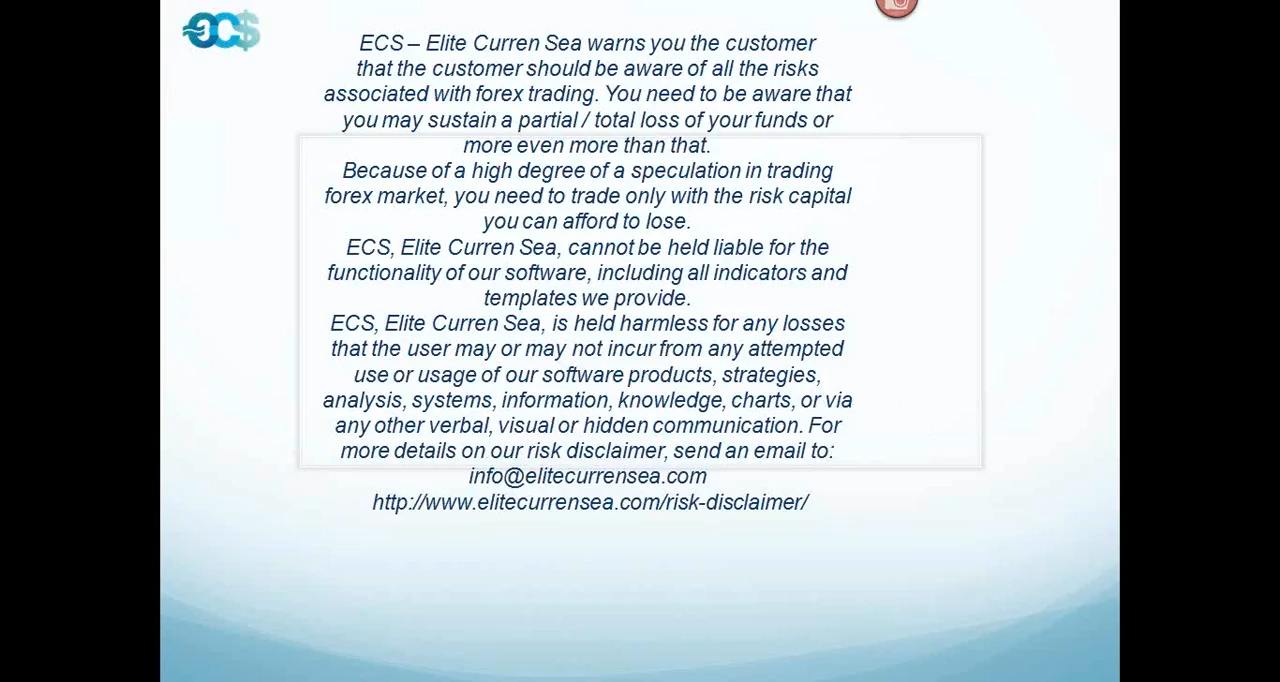 eCS
ECS – Elite Curren Sea warns you the customer
that the customer should be aware of all the risks
associated with forex trading. You need to be aware that
you may sustain a partial / total loss of your funds or
more even more than that.
Because of a high degree of a speculation in trading
forex market, you need to trade only with the risk capital
you can afford to lose.
ECS, Elite Curren Sea, cannot be held liable for the
functionality of our software, including all indicators and
templates we provide.
ECS, Elite Curren Sea, is held harmless for any losses
that the user may or may not incur from any attempted
use or usage of our software products, strategies,
analysis, systems, information, knowledge, charts, or via
any other verbal, visual or hidden communication. For
more details on our risk disclaimer, send an email to:
info@elitecurrensea.com
http://www.elitecurrensea.com/risk-disclaimer/